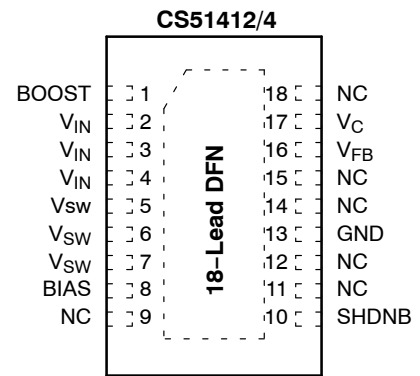 CS51412/4
BOOST 1 18 NC
VIN 2 17 VC
VIN 3 16 VFB
VIN 4 15 NC
Vsw 5 14 NC
VSW 6 13 GND
VSW 7 12 NC
BIAS 8 11 NC
NC 9 10 SHDNB
18−Lead DFN